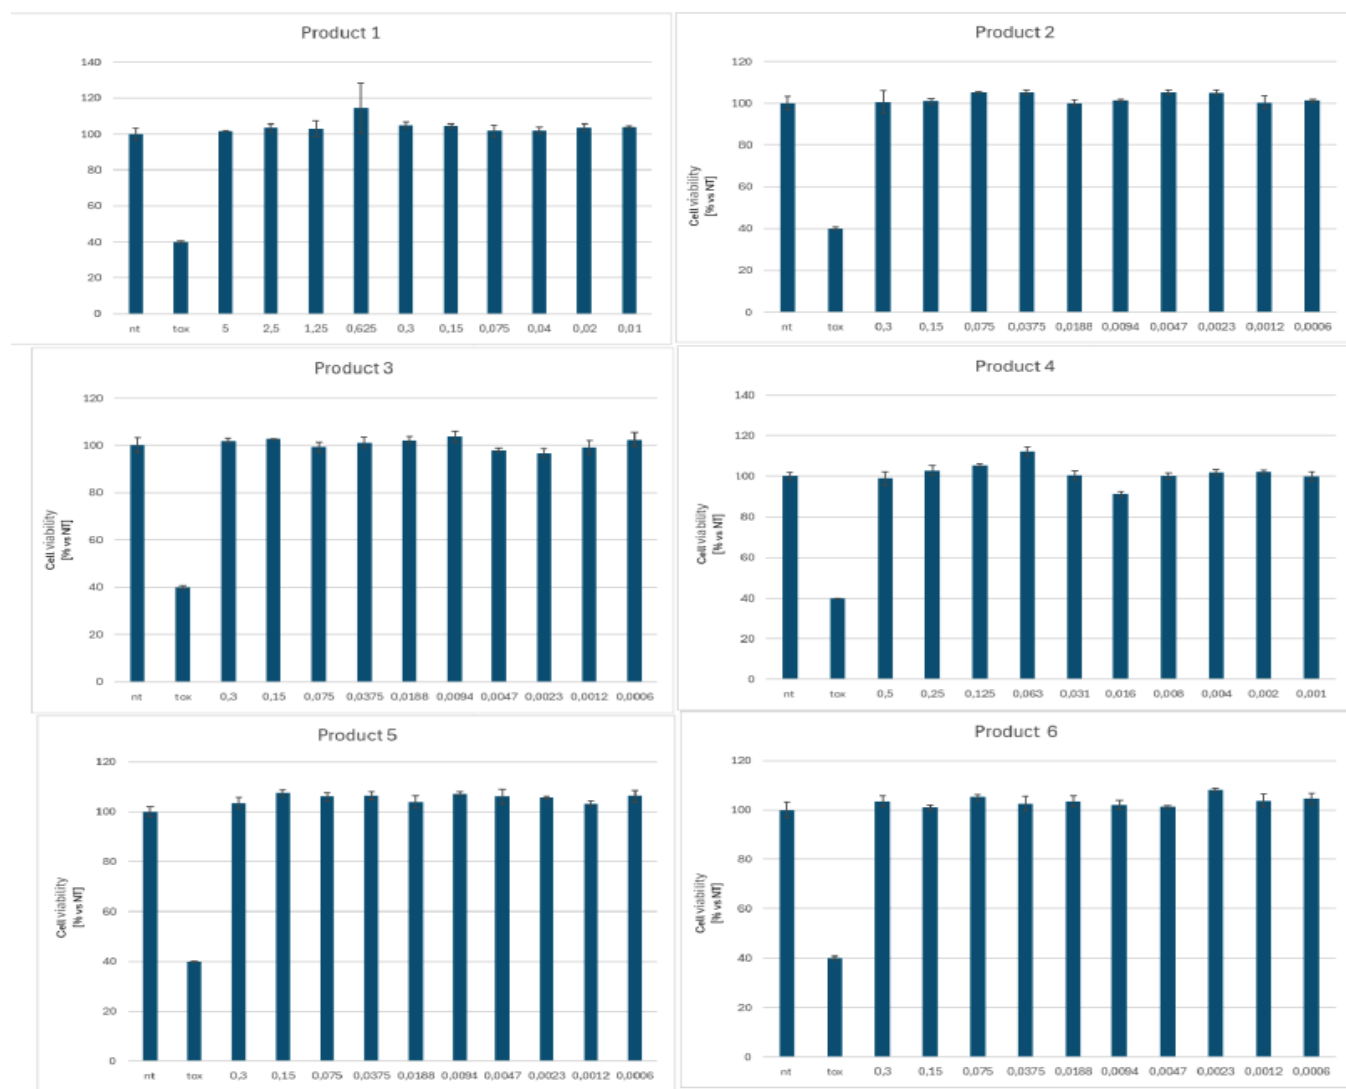 Product 1
140
120
100
80
60
40
20
0
nt tox 5 2,5 1,25 0,625 0,3 0,15 0,075 0,04 0,02 0,01
Product 2
120
100
80
60
40
20
0
Cell viability
[% vs NT]
nt tox 0,3 0,15 0,075 0,0375 0,0188 0,0094 0,0047 0,0023 0,0012 0,0006
Product 3
120
100
80
60
40
20
0
Cell viability
[% vs NT]
nt tox 0,3 0,15 0,075 0,0375 0,0188 0,0094 0,0047 0,0023 0,0012 0,0006
Product 4
140
120
100
80
60
40
20
0
Cell viability
[% vs NT]
nt tox 0,5 0,25 0,125 0,063 0,031 0,016 0,008 0,004 0,002 0,001
Product 5
120
100
80
60
40
20
0
Cell viability
[% vs NT]
nt tox 0,3 0,15 0,075 0,0375 0,0188 0,0094 0,0047 0,0023 0,0012 0,0006
Product 6
120
100
80
60
40
20
0
Cell viability
[% vs NT]
nt tox 0,3 0,15 0,075 0,0375 0,0188 0,0094 0,0047 0,0023 0,0012 0,0006